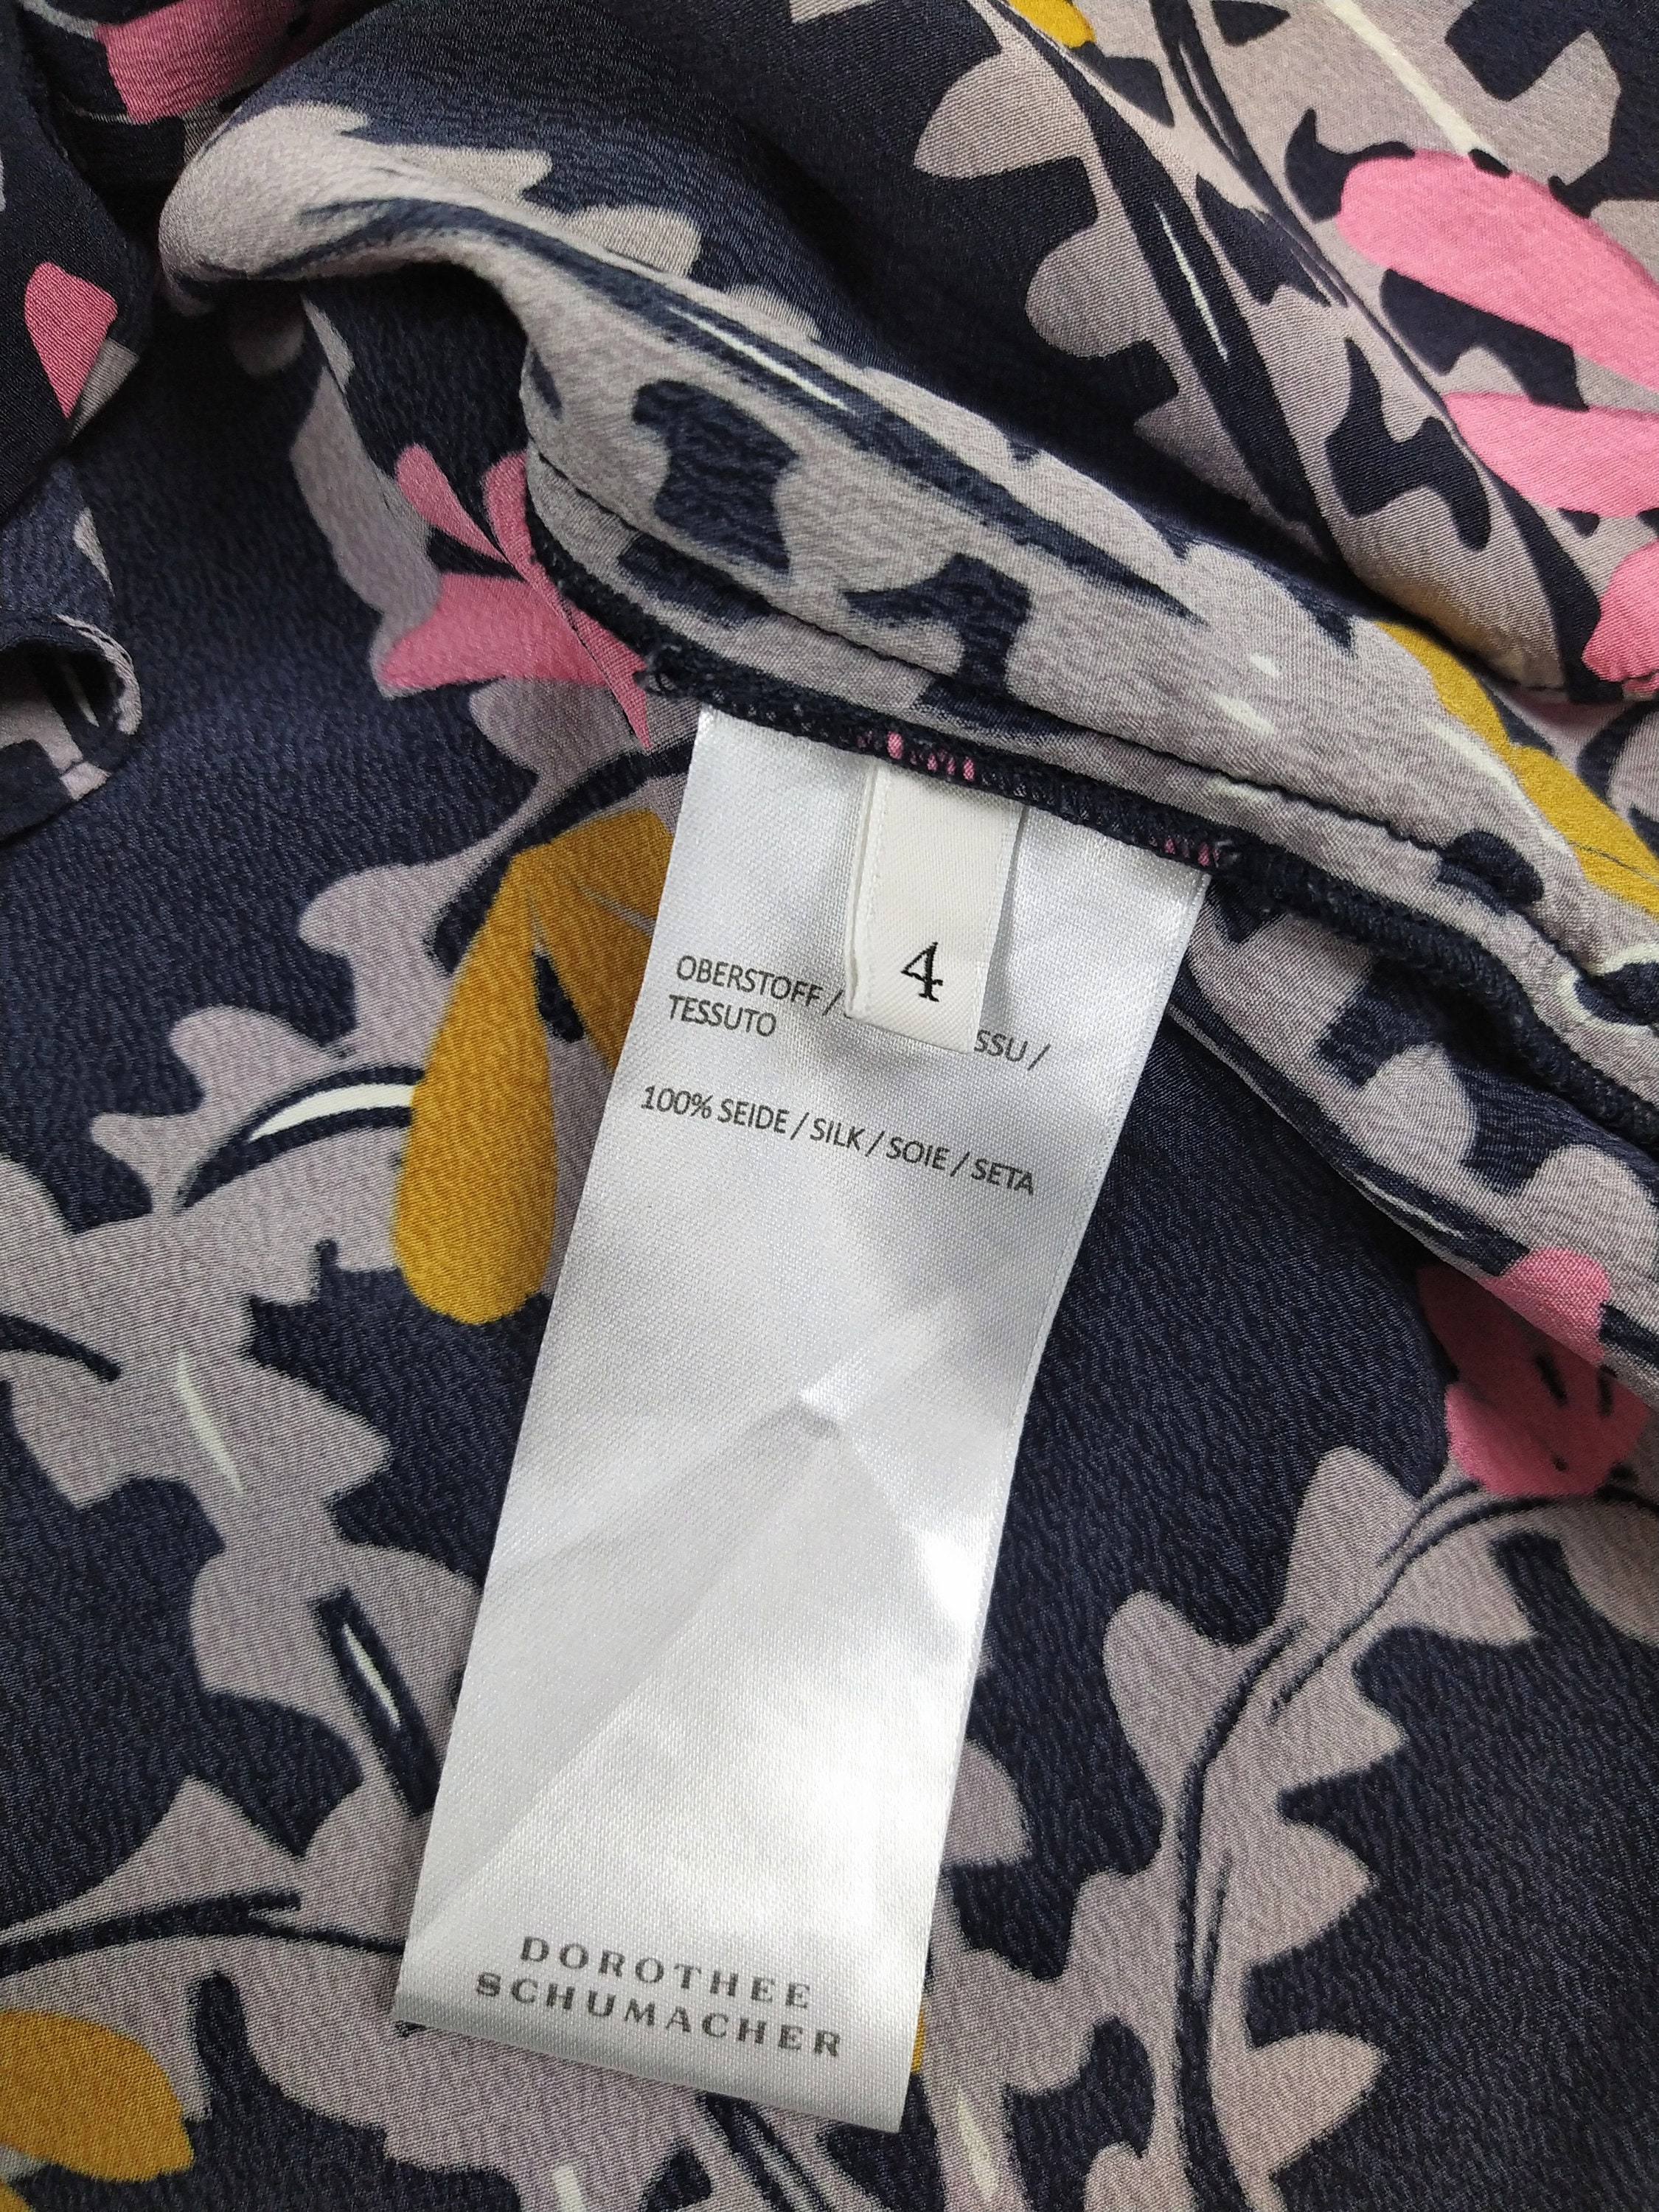 4
OBERSTOFF /
SSU /
TESSUTO
100% SEIDE / SILK / SOIE / SETA
DOROTHEE
SCHUMACHER